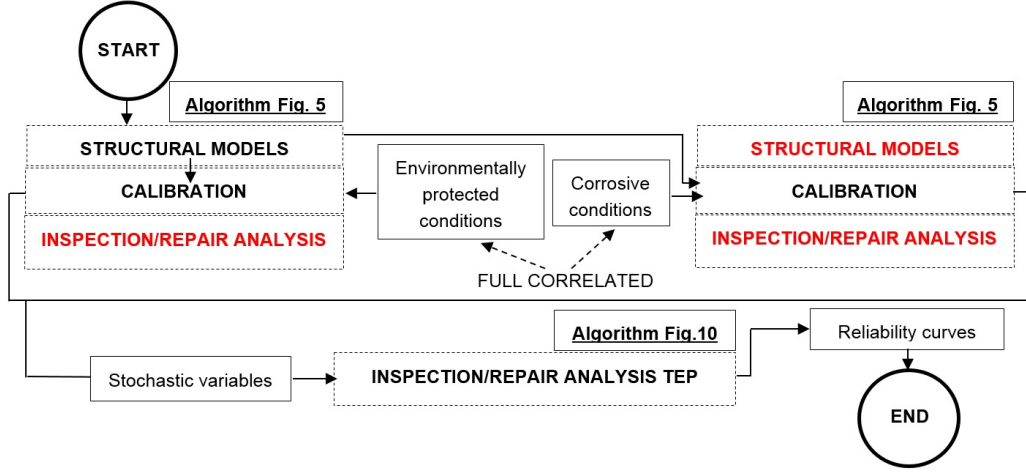 START
Algorithm Fig. 5
STRUCTURAL MODELS
CALIBRATION
INSPECTION/REPAIR ANALYSIS
Environmentally
protected
conditions
Corrosive
conditions
FULL CORRELATED
Algorithm Fig. 5
STRUCTURAL MODELS
CALIBRATION
INSPECTION/REPAIR ANALYSIS
Stochastic variables
Algorithm Fig.10
INSPECTION/REPAIR ANALYSIS TEP
Reliability curves
END